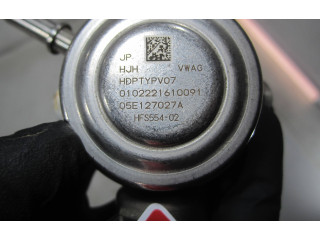 JP
HJH VWAG
HDPTYPV07
0102221610091
05E127027A
HFS554-02